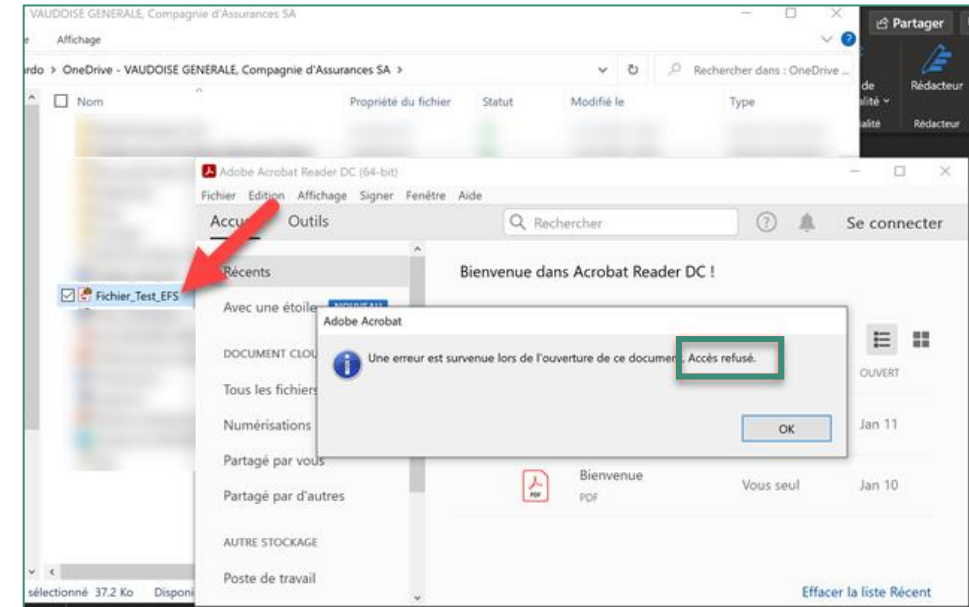 VAUDOISE GENERALE, Compagnie d'Assurances SA
Partager
Affichage
OneDrive - VAUDOISE GENERALE, Compagnie d'Assurances SA
Rechercher dans : OneDrive ...
de
Rédacteur
Nom
Propriété du fichier
Statut
Modifié le
Type
Rédacteur
Adobe Acrobat Reader DC (64-bit)
Fichier Edition Affichage Signer Fenêtre Aide
Outils
Rechercher
Se connecter
Récents
Bienvenue dans Acrobat Reader DC !
Fichier_Test_EFS
Avec une étoile
Adobe Acrobat
DOCUMENT
Une erreur est survenue lors de l'ouverture de ce document. Accès refusé.
OUVERT
Tous les fichiers
Numérisations
OK
Jan 11
Partagé par vous
Bienvenue
PDF
Vous seul
Jan 10
Partagé par d'autres
AUTRE STOCKAGE
Poste de travail
sélectionné 37.2 Ko
Effacer la liste Récent